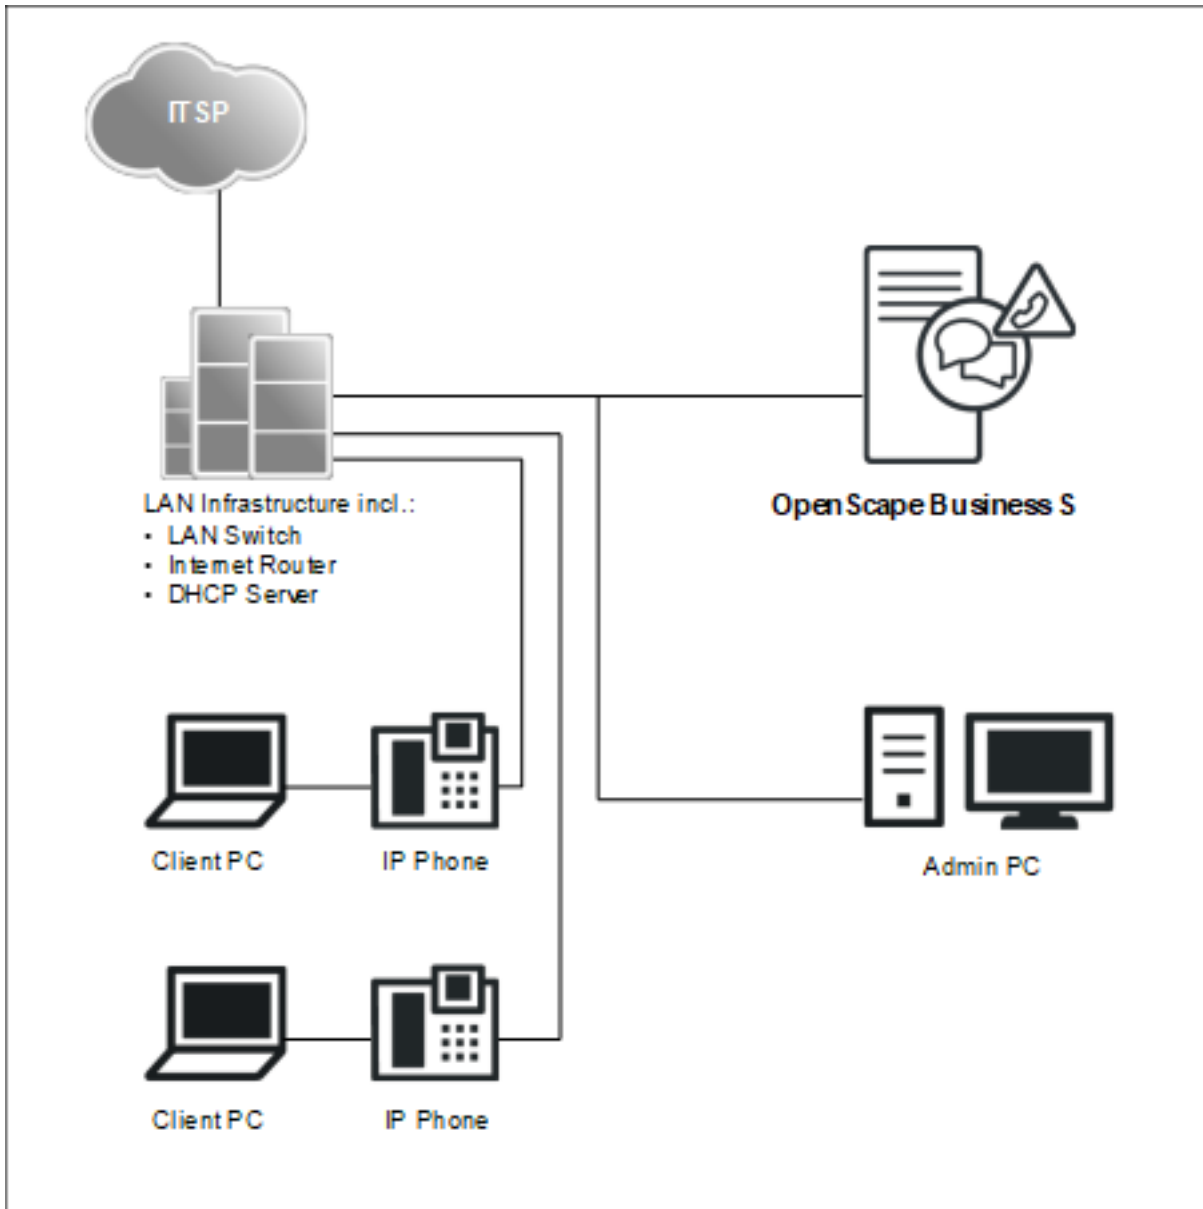 ITSP
LAN Infrastructure incl.:
• LAN Switch
• Internet Router
• DHCP Server
OpenScape Business S
Client PC
IP Phone
Admin PC
Client PC
IP Phone